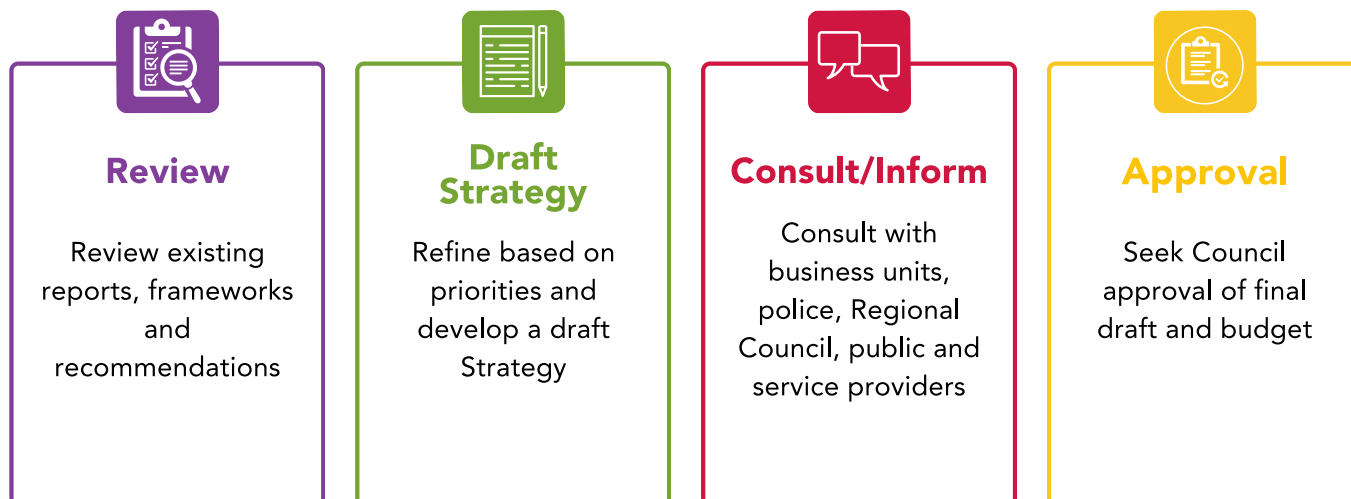 Review
Review existing
reports, frameworks
and
recommendations
Draft
Strategy
Refine based on
priorities and
develop a draft
Strategy
Consult/Inform
Consult with
business units,
police, Regional
Council, public and
service providers
Approval
Seek Council
approval of final
draft and budget